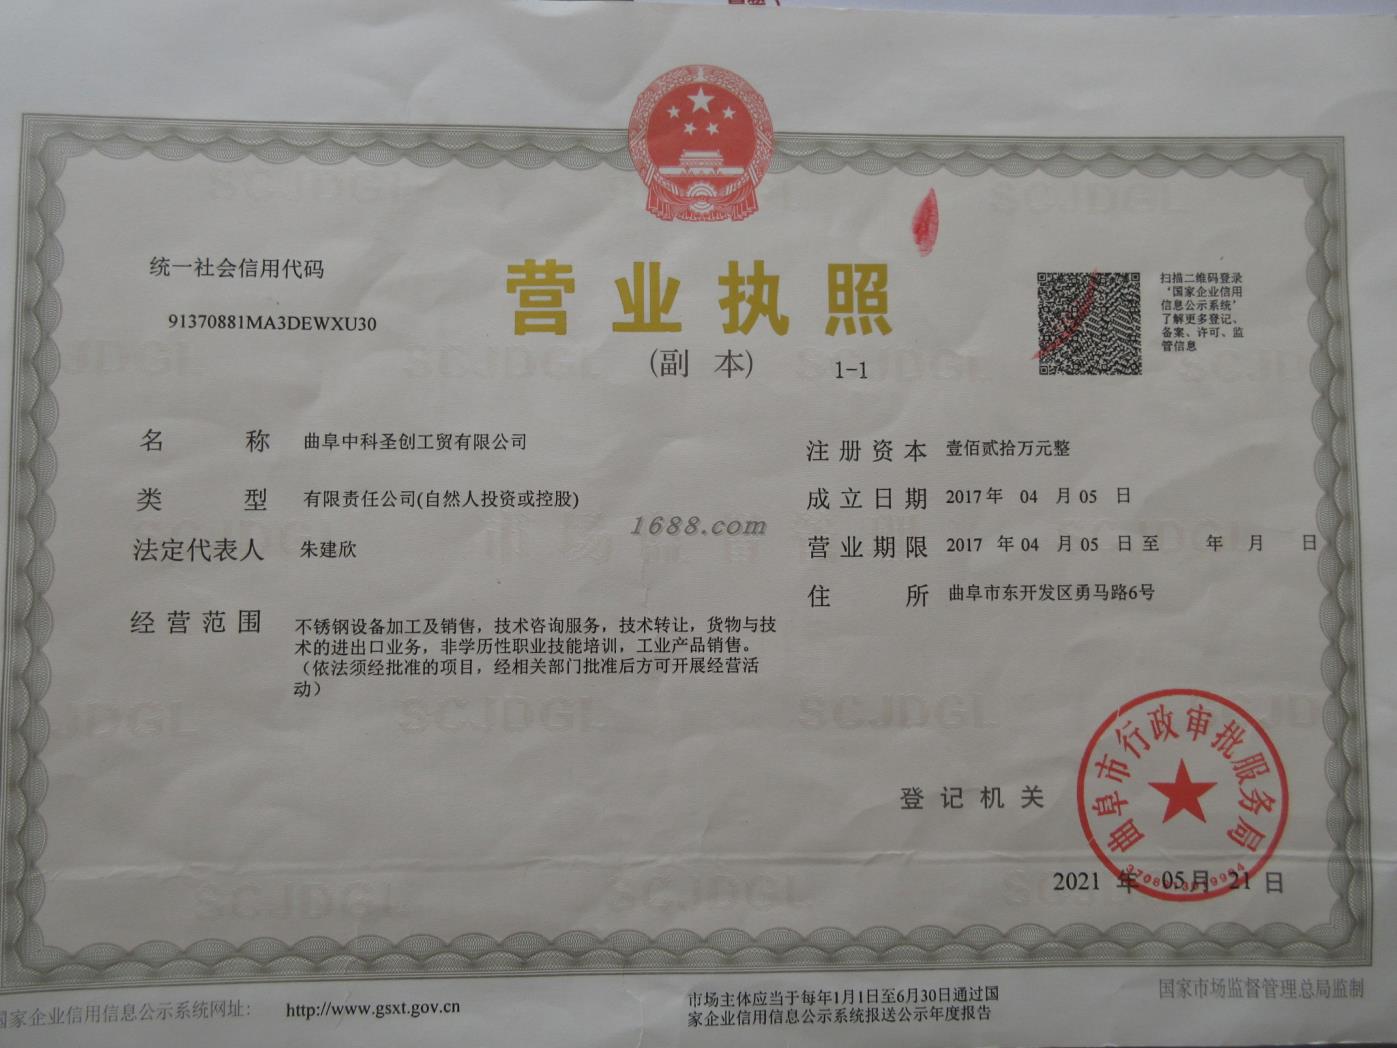 统一社会信用代码
91370881MA3DEWXU30
营业执照
(副 本) 1-1
扫描二维码登录
‘国家企业信用
信息公示系统’
了解更多登记、
备案、许可、监
管信息
名 称 曲阜中科圣创工贸有限公司
类 型 有限责任公司(自然人投资或控股)
法定代表人 朱建欣
经营范围 不锈钢设备加工及销售，技术咨询服务，技术转让，货物与技
术的进出口业务，非学历性职业技能培训，工业产品销售。
（依法须经批准的项目，经相关部门批准后方可开展经营活
动）
注册资本 壹佰贰拾万元整
成立日期 2017年 04 月05 日
营业期限 2017 年04 月05 日至 年 月 日
住 所 曲阜市东开发区勇马路6号
1688.com
登记机关
曲阜市行政审批服务局
2021 年 05月 21日
国家企业信用信息公示系统网址： http://www.gsxt.gov.cn
市场主体应当于每年1月1日至6月30日通过国
家企业信用信息公示系统报送公示年度报告
国家市场监督管理总局监制
SCJDGL